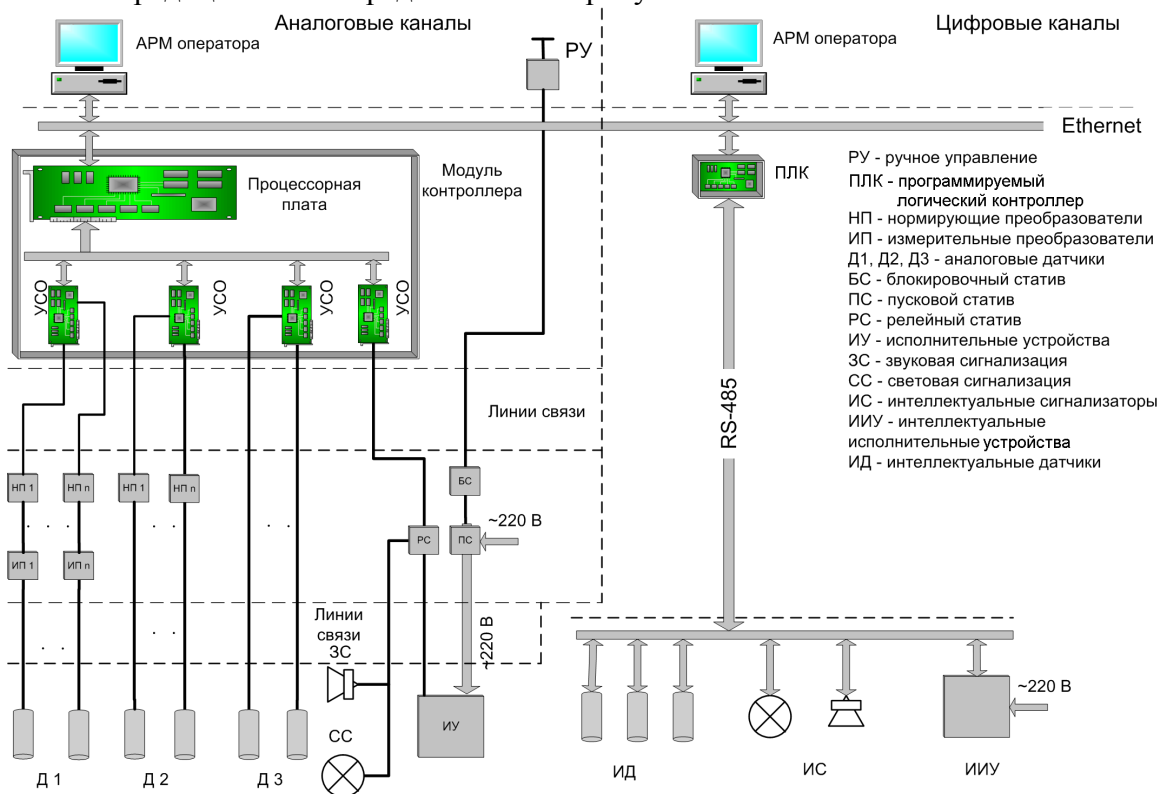 Аналоговые каналы
Цифровые каналы
АРМ оператора
РУ
АРМ оператора
Ethernet
Процессорная
плата
Модуль
контроллера
ПЛК
УСО
УСО
УСО
УСО
РУ - ручное управление
ПЛК - программируемый
логический контроллер
НП - нормирующие преобразователи
ИП - измерительные преобразователи
Д1, Д2, Д3 - аналоговые датчики
БС - блокировочный статив
ПС - пусковой статив
РС - релейный статив
ИУ - исполнительные устройства
ЗС - звуковая сигнализация
СС - световая сигнализация
ИС - интеллектуальные сигнализаторы
ИИУ - интеллектуальные
исполнительные устройства
ИД - интеллектуальные датчики
Линии связи
RS-485
НП 1
НП n
НП 1
НП n
БС
. . .
. . .
. .
. .
~220 В
РС
ПС
ИП 1
ИП n
Линии
связи
. .
. .
~220 В
ЗС
ИУ
~220 В
СС
Д 1
Д 2
Д 3
ИД
ИС
ИИУ